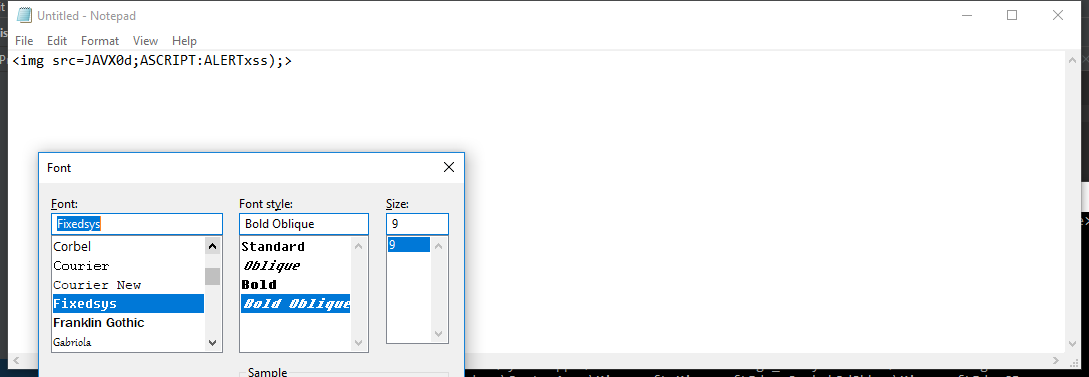 Untitled - Notepad
File Edit Format View Help
<img src=JAVX0d;ASCRIPT:ALERTxss);>
Font
Font: Font style: Size:
Fixedsys Bold Oblique 9
Corbel Standard 9
Courier Oblique
Courier New Bold
Fixedsys Bold Oblique
Franklin Gothic
Gabriola
Sample